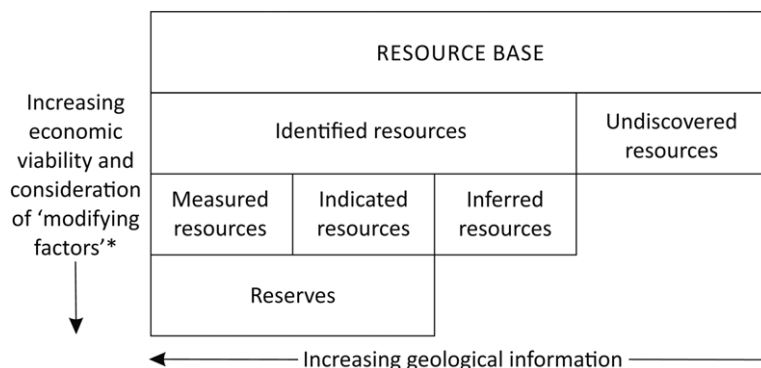 RESOURCE BASE
Increasing
economic
viability and
consideration
of ‘modifying
factors’*
Identified resources
Undiscovered
resources
Measured
resources
Indicated
resources
Inferred
resources
Reserves
Increasing geological information